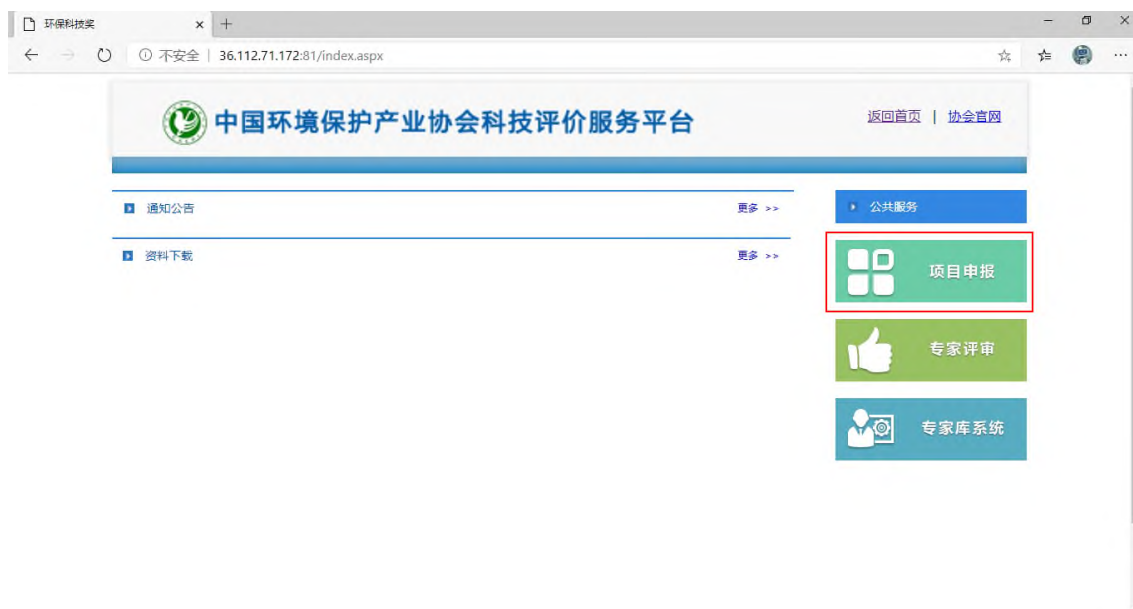 环保科技奖
不安全 | 36.112.71.172:81/index.aspx
中国环境保护产业协会科技评价服务平台
返回首页 | 协会官网
通知公告 更多 >>
公共服务
资料下载 更多 >>
项目申报
专家评审
专家库系统